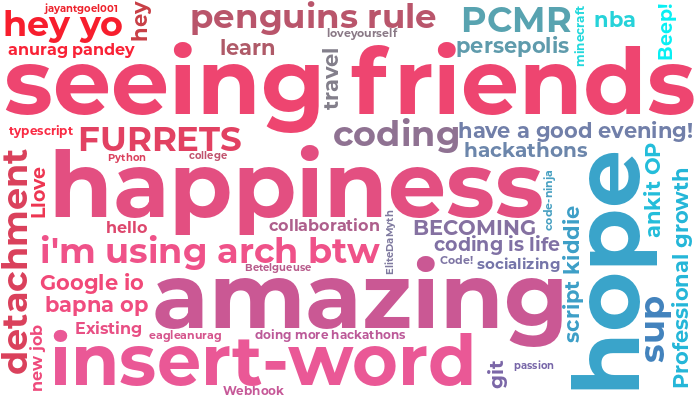 jayantgoel001
hey yo
hey
penguins rule
PCMR
minecraft
nba
Beep!
anurag pandey
learn
loveyourself
persepolis
seeing friends
travel
typescript
FURRETS
coding
have a good evening!
Python
college
hackathons
detachment
Llove
happiness
code-ninja
hope
ankit OP
hello
collaboration
EliteDaMyth
BECOMING
i'm using arch btw
coding is life
Betelgueuse
Code!
socializing
script kiddie
Professional growth
Google io
amazing
bapna op
sup
Existing
eagleanurag
doing more hackathons
new job
insert-word
git
passion
Webhook